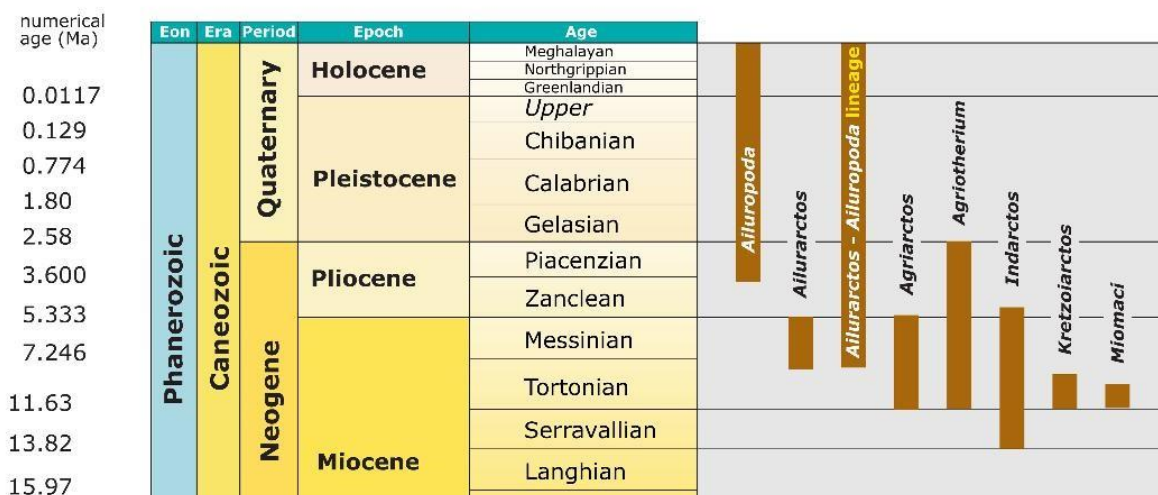 numerical
age (Ma)
Eon Era Period Epoch Age
0.0117
0.129
0.774
1.80
2.58
3.600
5.333
7.246
11.63
13.82
15.97
Phanerozoic
Caneozoic
Quaternary
Neogene
Holocene
Pleistocene
Pliocene
Miocene
Meghalayan
Northgrippian
Greenlandian
Upper
Chibanian
Calabrian
Gelasian
Piacenzian
Zanclean
Messinian
Tortonian
Serravallian
Langhian
Ailuropoda
Ailurarctos
Ailurarctos - Ailuropoda lineage
Agriarctos
Agriotherium
Indarctos
Kretzoiarctos
Miomaci